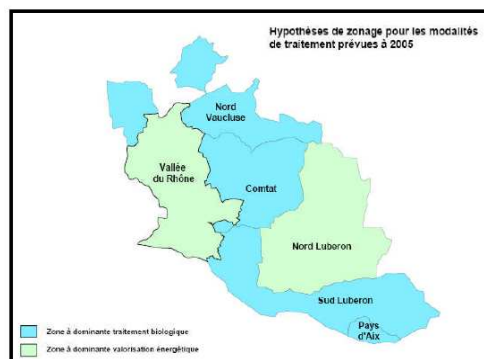 Hypothèses de zonage pour les modalités
de traitement prévues à 2005
Nord
Vaucluse
Vallée
du Rhône
Comtat
Nord Luberon
Sud Luberon
Pays
d'Aix
Zone à dominante traitement biologique
Zone à dominante valorisation énergétique